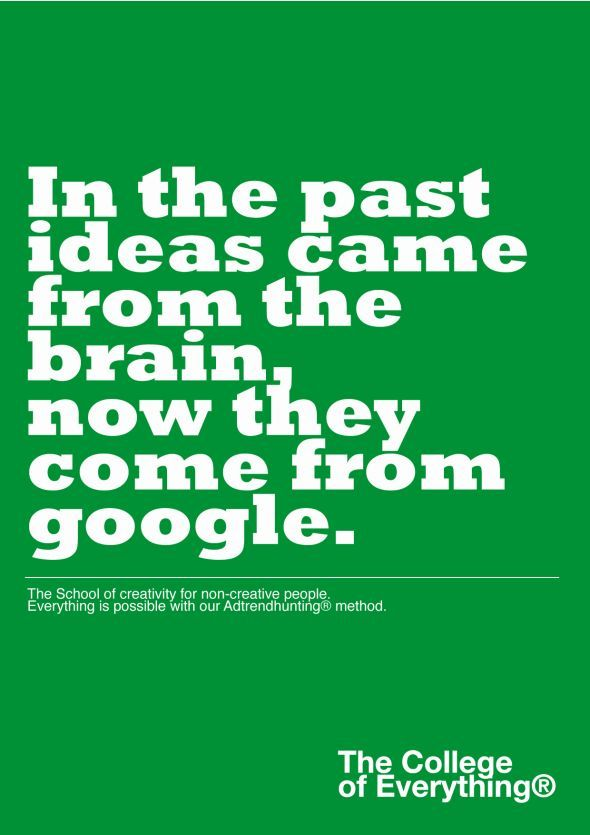 In the past
ideas came
from the
brain,
now they
come from
google.
The School of creativity for non-creative people.
Everything is possible with our Adtrendhunting® method.
The College
of Everything®